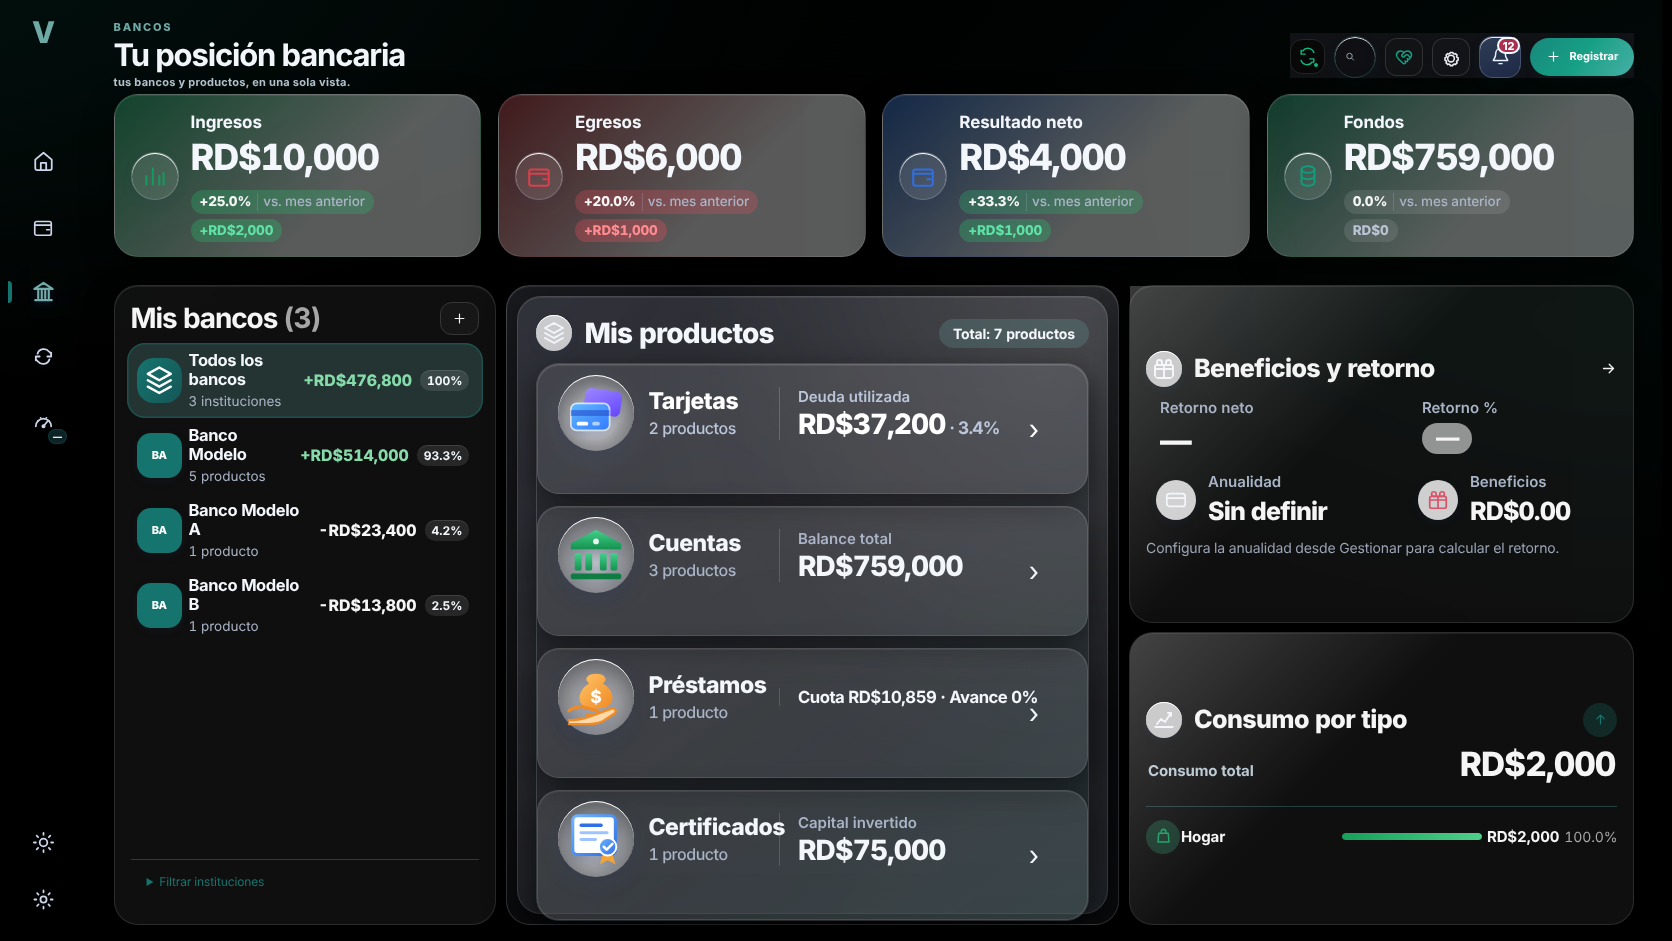 V
BANCOS
Tu posición bancaria
tus bancos y productos, en una sola vista.
12
Registrar
Ingresos
RD$10,000
+25.0% vs. mes anterior
+RD$2,000
Egresos
RD$6,000
+20.0% vs. mes anterior
+RD$1,000
Resultado neto
RD$4,000
+33.3% vs. mes anterior
+RD$1,000
Fondos
RD$759,000
0.0% vs. mes anterior
RD$0
Mis bancos (3)
+
Todos los
bancos
3 instituciones
+RD$476,800 100%
BA
Banco
Modelo
5 productos
+RD$514,000 93.3%
BA
Banco Modelo
A
1 producto
-RD$23,400 4.2%
BA
Banco Modelo
B
1 producto
-RD$13,800 2.5%
Filtrar instituciones
Mis productos
Total: 7 productos
Tarjetas
2 productos
Deuda utilizada
RD$37,200 · 3.4%
Cuentas
3 productos
Balance total
RD$759,000
Préstamos
1 producto
Cuota RD$10,859 · Avance 0%
Certificados
1 producto
Capital invertido
RD$75,000
Beneficios y retorno
Retorno neto
—
Retorno %
—
Anualidad
Sin definir
Beneficios
RD$0.00
Configura la anualidad desde Gestionar para calcular el retorno.
Consumo por tipo
Consumo total
RD$2,000
Hogar
RD$2,000 100.0%